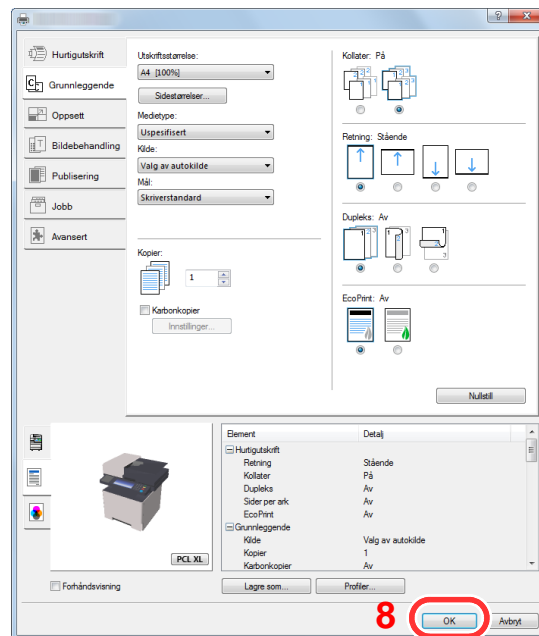 Hurtigutskrift
Grunnleggende
Oppsett
Bildebehandling
Publisering
Jobb
Avansert
Utskriftsstørrelse:
A4 [100%]
Sidestørrelser...
Medietype:
Uspesifisert
Kilde:
Valg av autokilde
Mål:
Skriverstandard
Kopier:
1
Karbonkopier
Innstillinger...
Kollater: På
Retning: Stående
Dupleks: Av
EcoPrint: Av
Nullstill
PCL XL
Forhåndsvisning
Element Detalj
Hurtigutskrift
Retning Stående
Kollater På
Dupleks Av
Sider per ark Av
EcoPrint Av
Grunnleggende
Kilde Valg av autokilde
Kopier 1
Karbonkopier Av
Lagre som... Profiler...
8 OK Avbryt